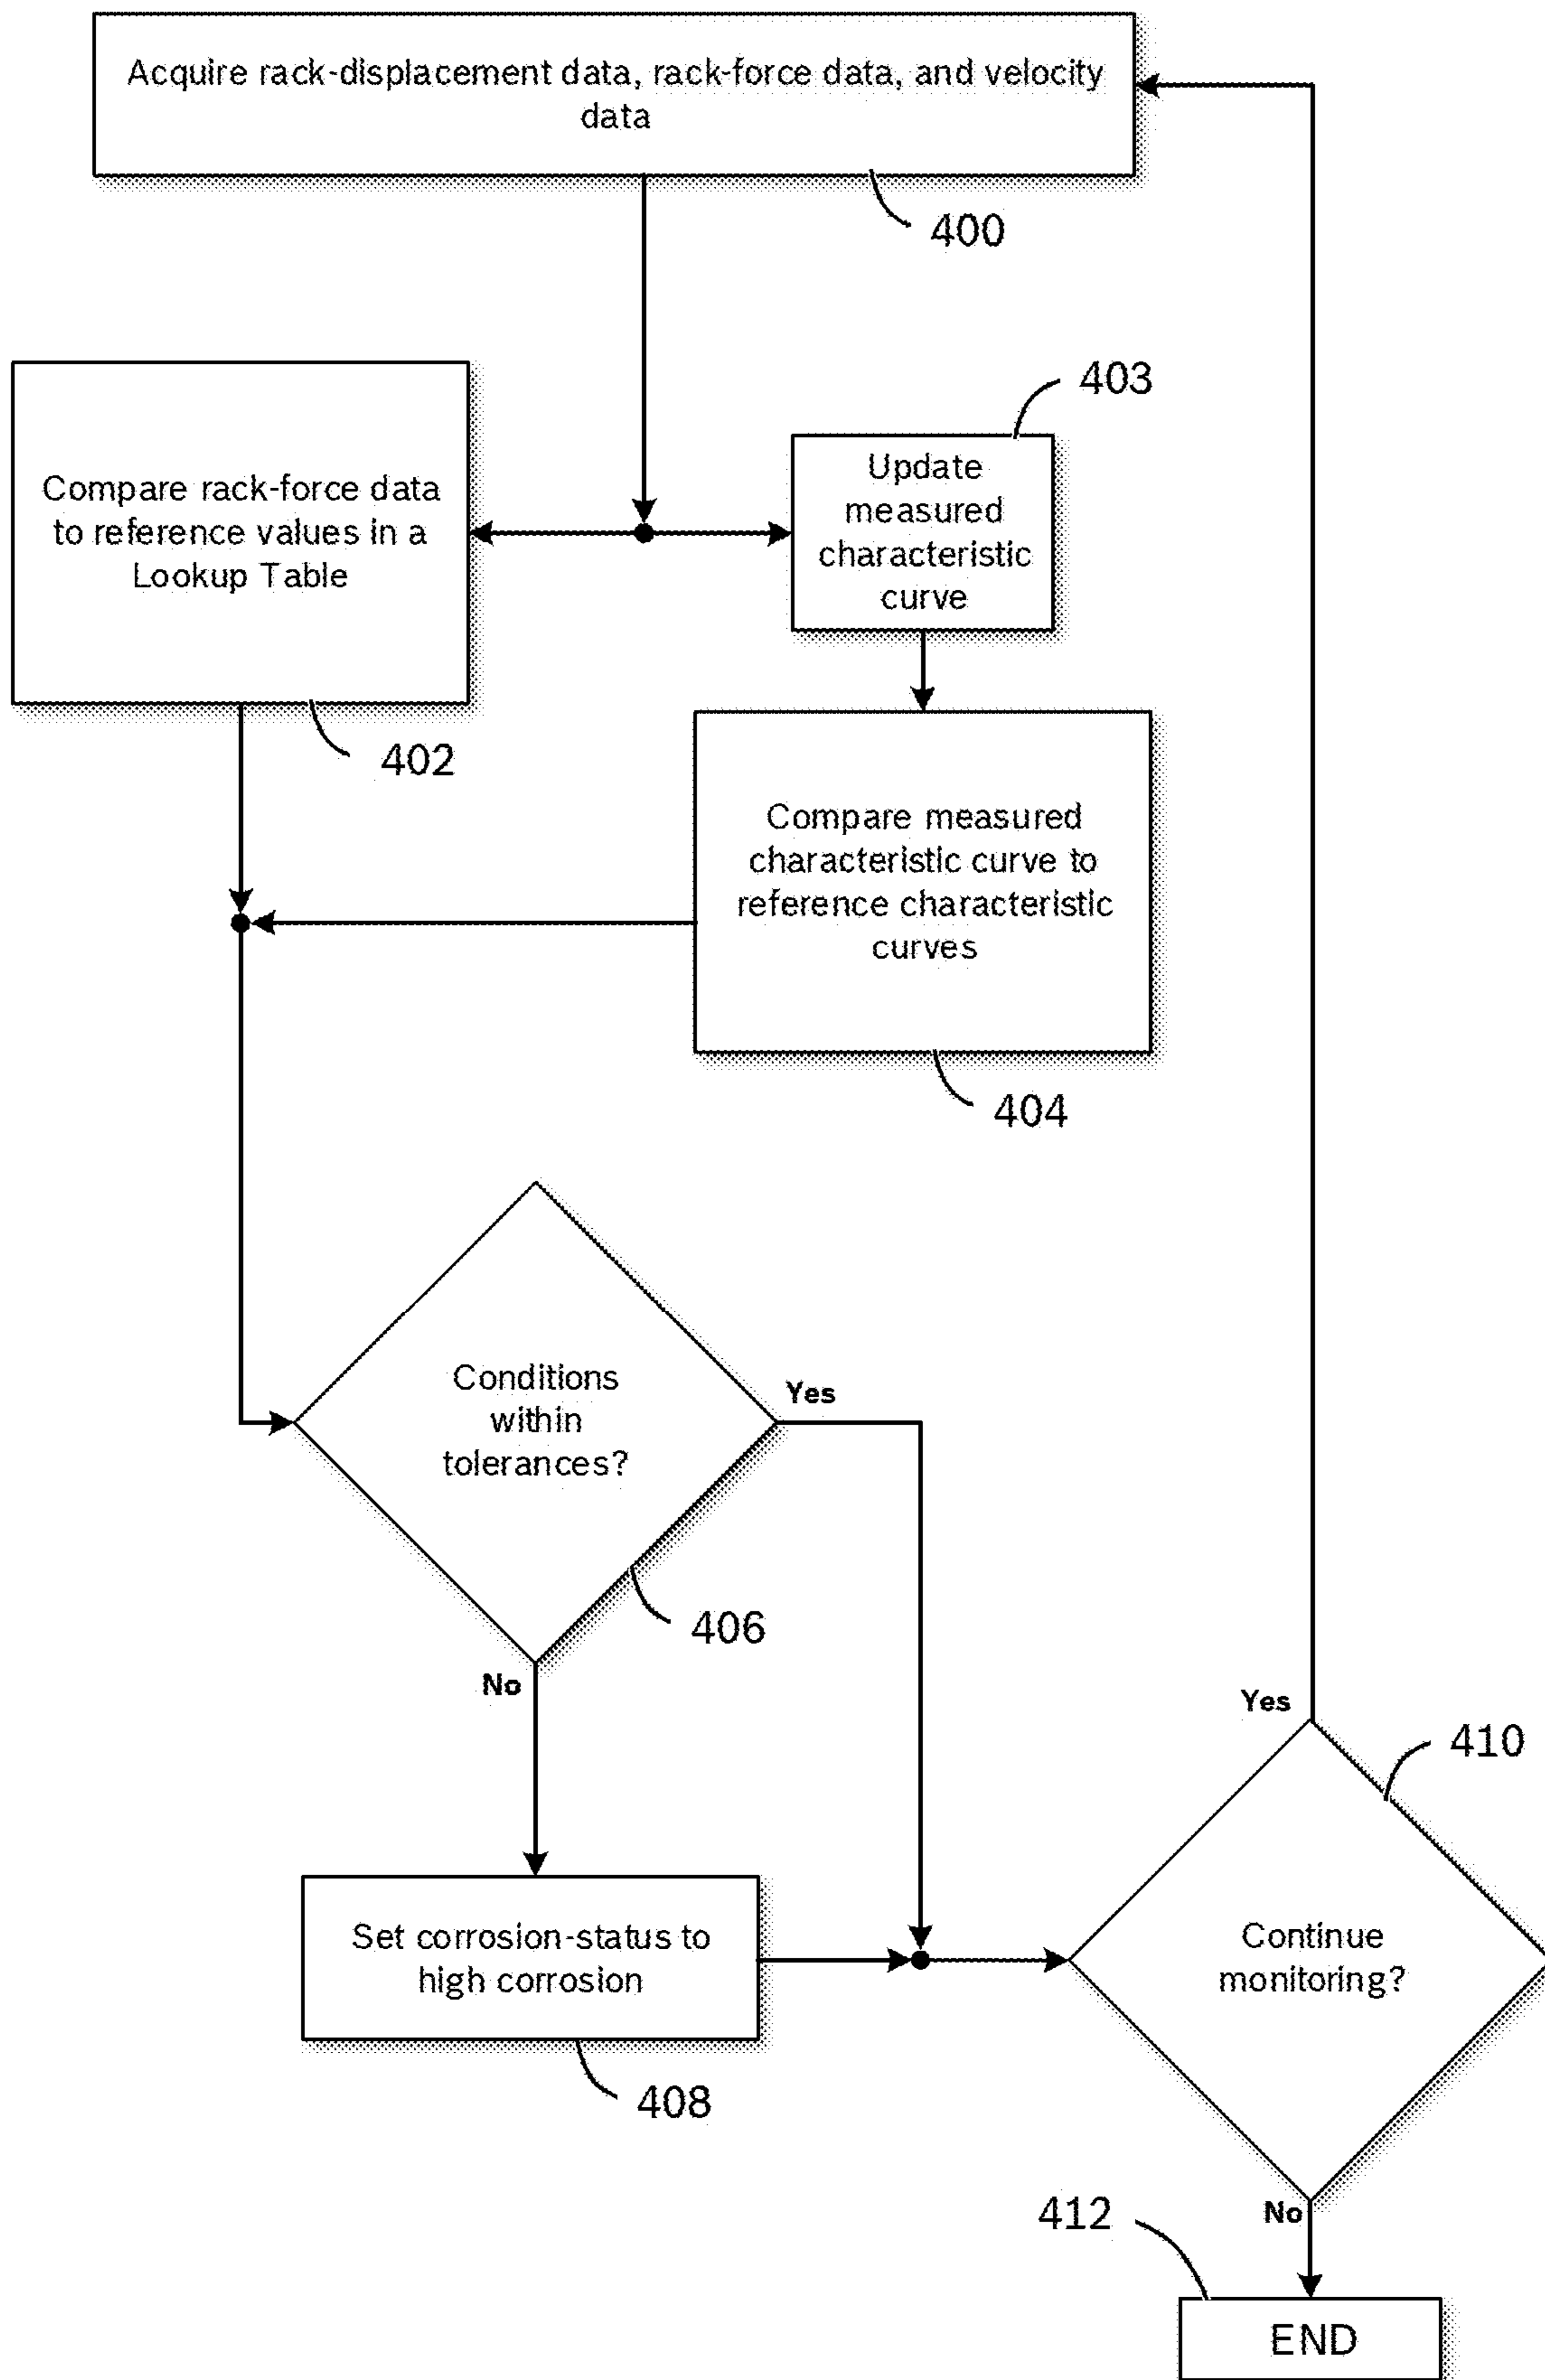 Acquire rack-displacement data, rack-force data, and velocity
data
400
403
Update
measured
characteristic
curve
Compare rack-force data
to reference values in a
Lookup Table
402
Compare measured
characteristic curve to
reference characteristic
curves
404
Conditions
within
tolerances?
Yes
406
No
Yes
410
Set corrosion-status to
high corrosion
408
Continue
monitoring?
No
412
END